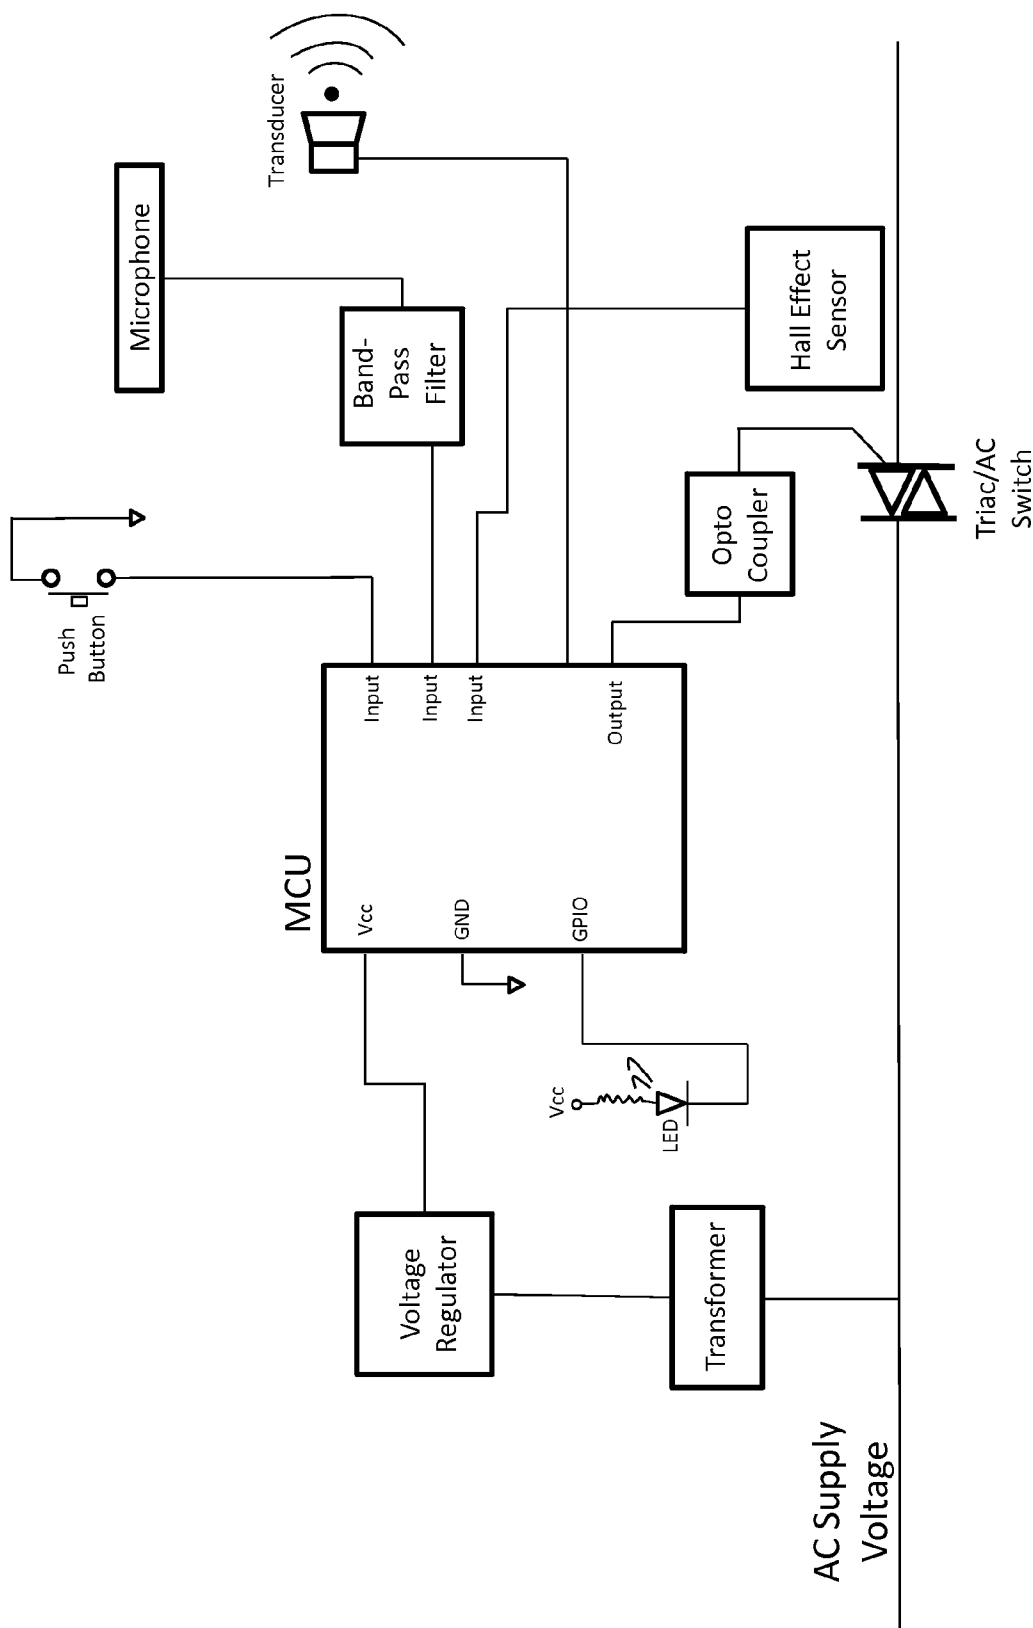 Push
Button
Microphone
Transducer
Band-
Pass
Filter
MCU
Vcc
GND
GPIO
Input
Input
Input
Output
Voltage
Regulator
Vcc
LED
Opto
Coupler
Hall Effect
Sensor
Transformer
Triac/AC
Switch
AC Supply
Voltage